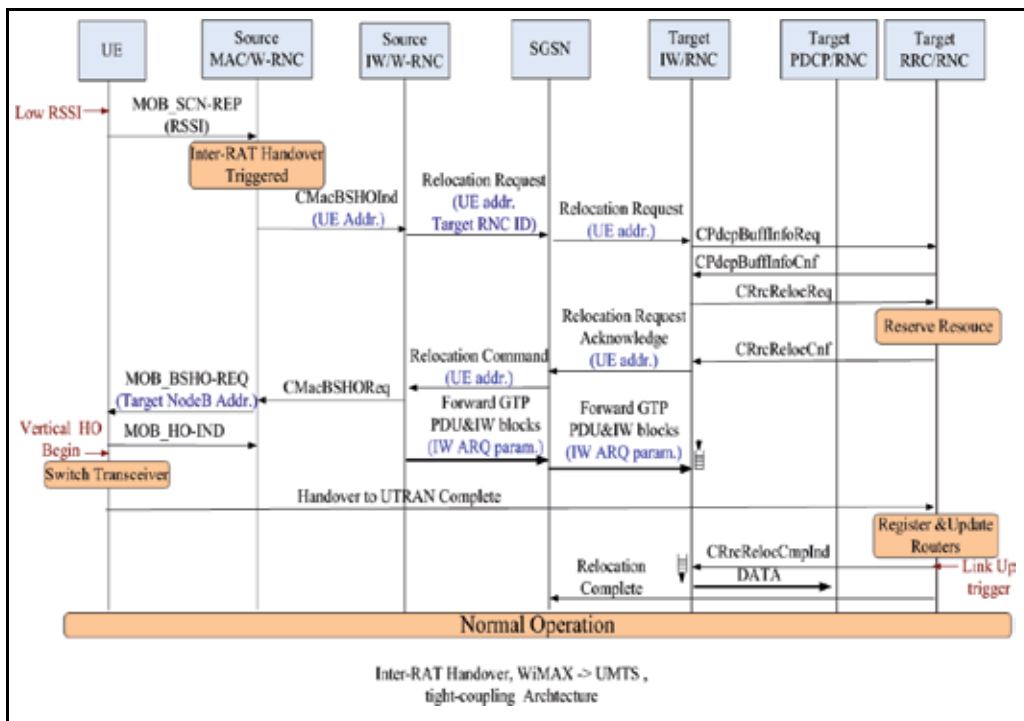 UE
Source
MAC/W-RNC
Source
IW/W-RNC
SGSN
Target
IW/RNC
Target
PDCP/RNC
Target
RRC/RNC
Low RSSI
MOB_SCN-REP
(RSSI)
Inter-RAT Handover
Triggered
CMacBSHOInd
(UE Addr.)
Relocation Request
(UE addr.
Target RNC ID)
Relocation Request
(UE addr.)
CPdcpBuffInfoReq
CPdcpBuffInfoCnf
CRrcRelocReq
Reserve Resouce
Relocation Request
Acknowledge
(UE addr.)
CRrcRelocCnf
Relocation Command
(UE addr.)
CMacBSHOReq
MOB_BSHO-REQ
(Target NodeB Addr.)
Forward GTP
PDU&IW blocks
(IW ARQ param.)
Forward GTP
PDU&IW blocks
(IW ARQ param.)
Vertical HO
Begin
MOB_HO-IND
Switch Transceiver
Handover to UTRAN Complete
Register &Update
Routers
CRrcRelocCmpInd
Link Up
trigger
DATA
Relocation
Complete
Normal Operation
Inter-RAT Handover, WiMAX -> UMTS ,
tight-coupling Archtecture